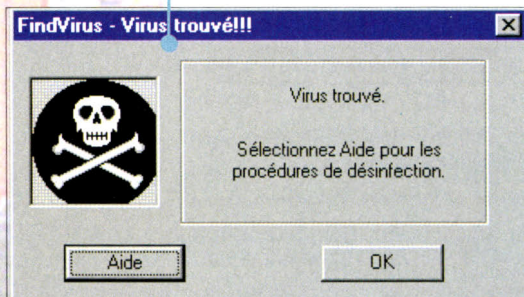 FindVirus - Virus trouvé!!!
Virus trouvé.
Sélectionnez Aide pour les
procédures de désinfection.
Aide
OK